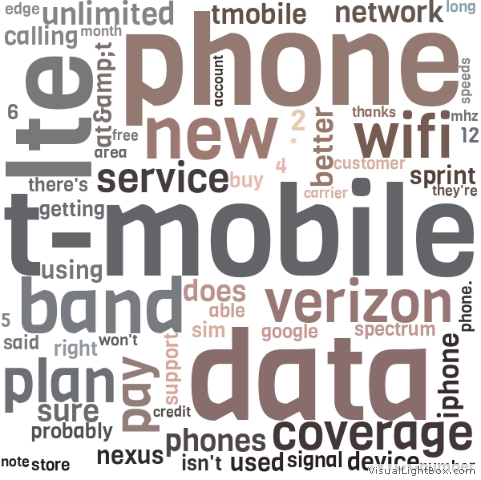 edge unlimited tmobile network long
calling month
phone
account
speeds
lte
at&amp;t
6
free
area
new
2
*
better
thanks
wifi
mhz
12
there's
service
buy
4
customer
carrier
sprint
they're
getting
t-mobile
using
band
does
able
verizon
phone.
5
said
right
won't
sim
google
spectrum
plan
pay
support
data
iphone
sure
credit
probably
phones
coverage
note store
nexus
isn't used signal device
number
VisualLightBox.com